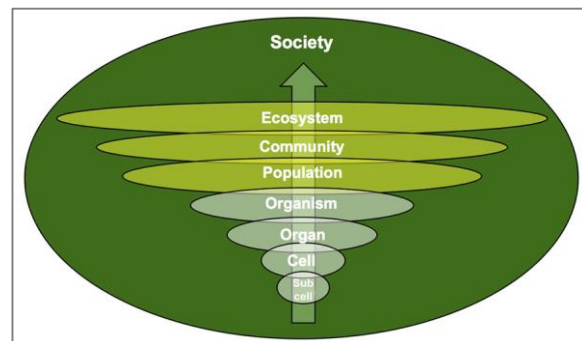 Society
Ecosystem
Community
Population
Organism
Organ
Cell
Sub
cell